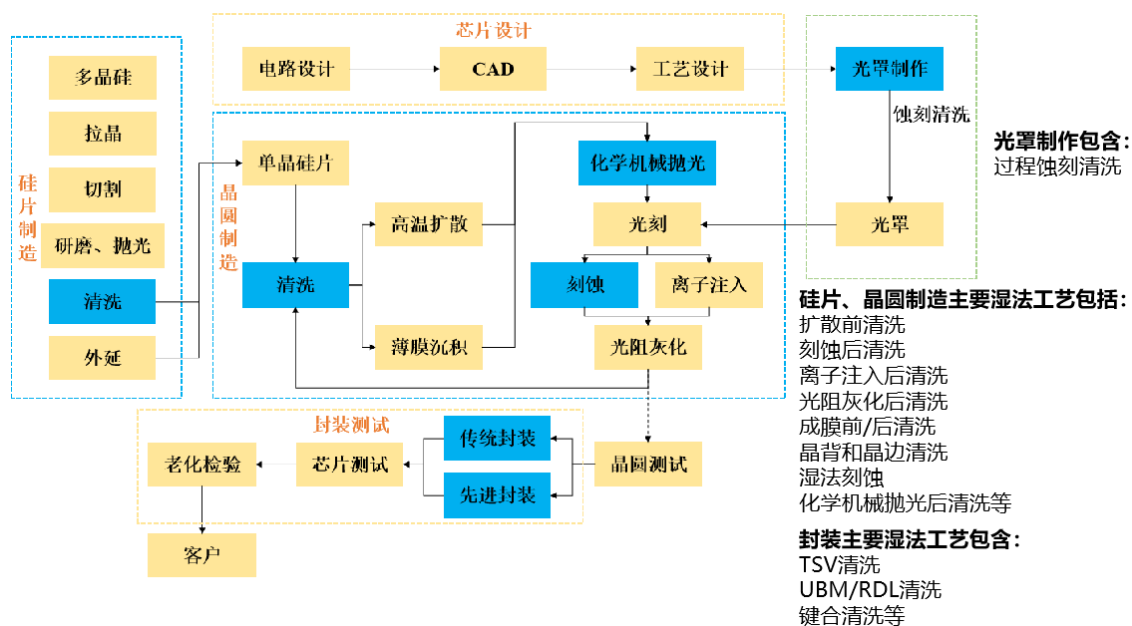 芯片设计
电路设计
CAD
工艺设计
光罩制作
蚀刻清洗
光罩
光罩制作包含：
过程蚀刻清洗
硅片制造
多晶硅
拉晶
切割
研磨、抛光
清洗
外延
晶圆制造
单晶硅片
清洗
高温扩散
薄膜沉积
化学机械抛光
光刻
刻蚀
离子注入
光阻灰化
硅片、晶圆制造主要湿法工艺包括：
扩散前清洗
刻蚀后清洗
离子注入后清洗
光阻灰化后清洗
成膜前/后清洗
晶背和晶边清洗
湿法刻蚀
化学机械抛光后清洗等
封装测试
老化检验
芯片测试
传统封装
先进封装
晶圆测试
客户
封装主要湿法工艺包含：
TSV清洗
UBM/RDL清洗
键合清洗等